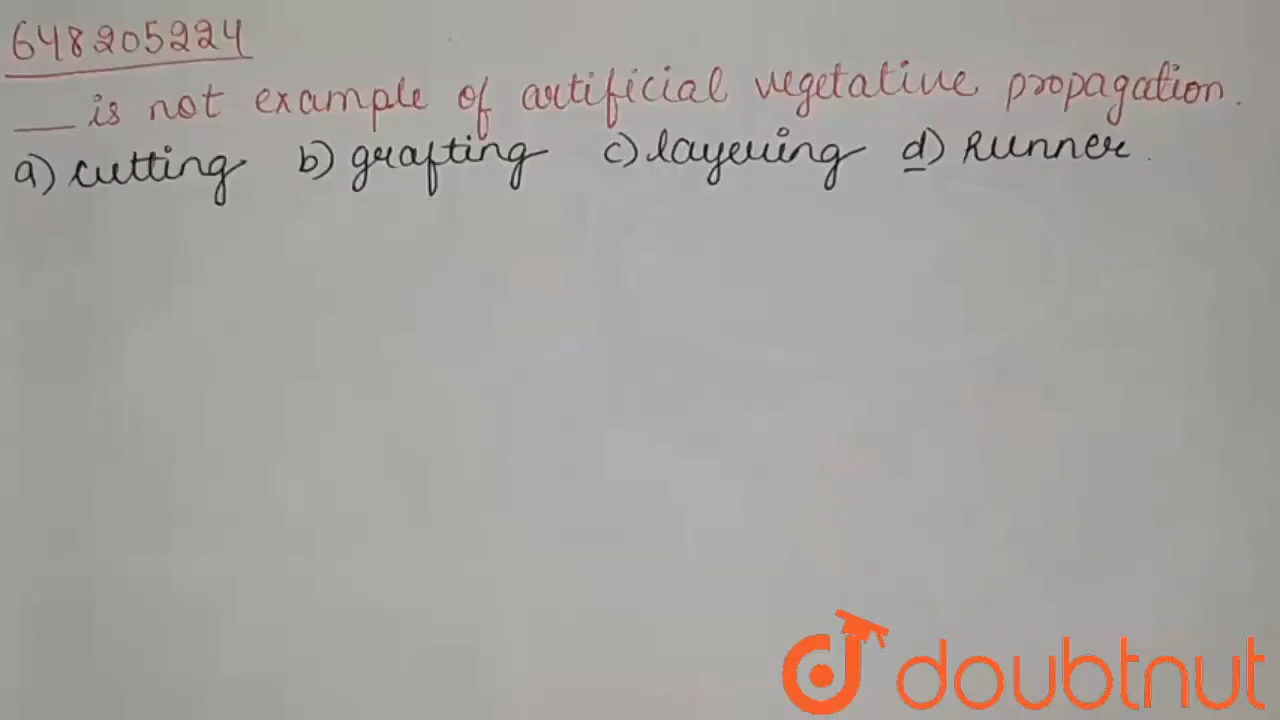 648205224
__ is not example of artificial vegetative propagation.
a) cutting b) grafting c) layering d) Runner.
doubtnut